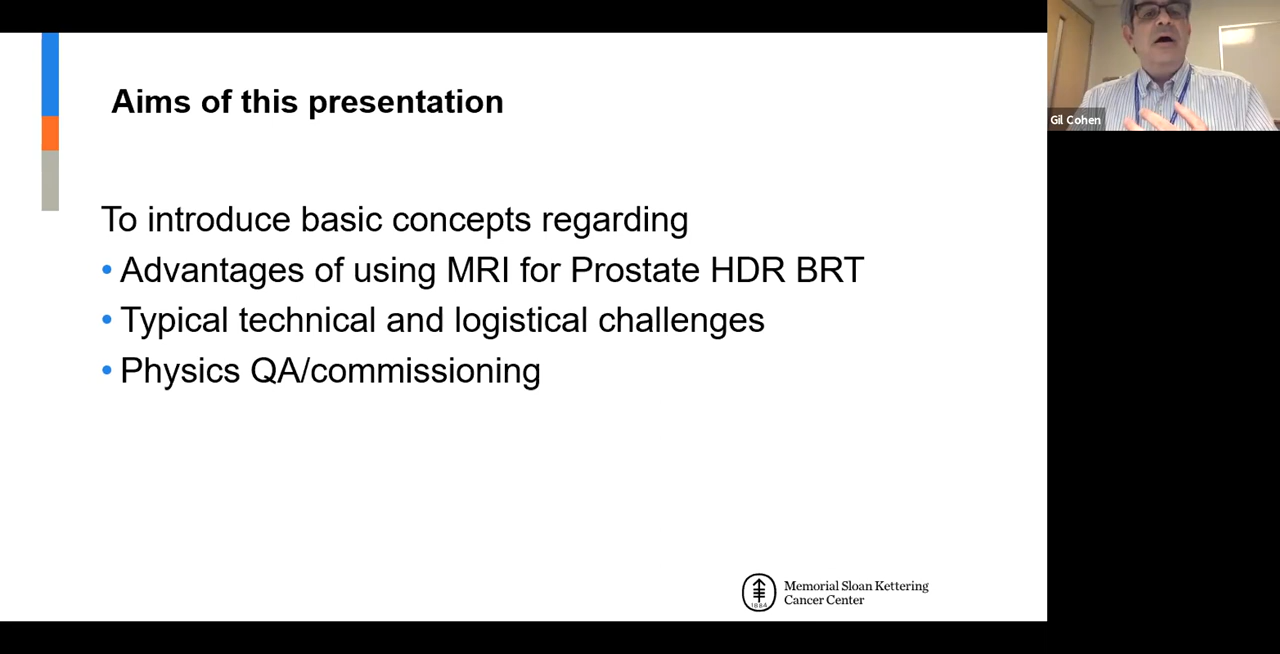 Aims of this presentation
To introduce basic concepts regarding
• Advantages of using MRI for Prostate HDR BRT
• Typical technical and logistical challenges
• Physics QA/commissioning
1884
Memorial Sloan Kettering
Cancer Center
Gil Cohen